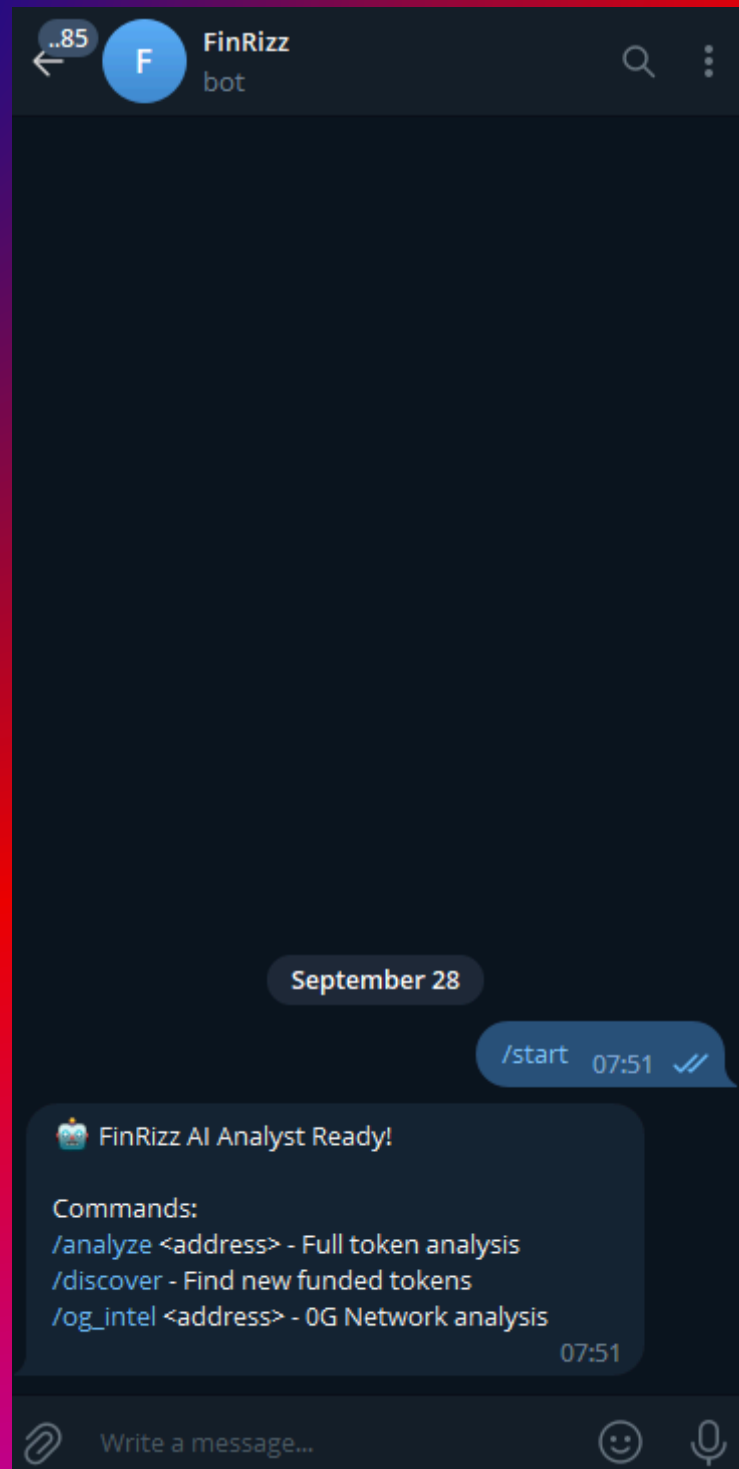 ..85
F
FinRizz
bot
September 28
/start 07:51
🤖 FinRizz AI Analyst Ready!
Commands:
/analyze <address> - Full token analysis
/discover - Find new funded tokens
/og_intel <address> - 0G Network analysis
07:51
Write a message...